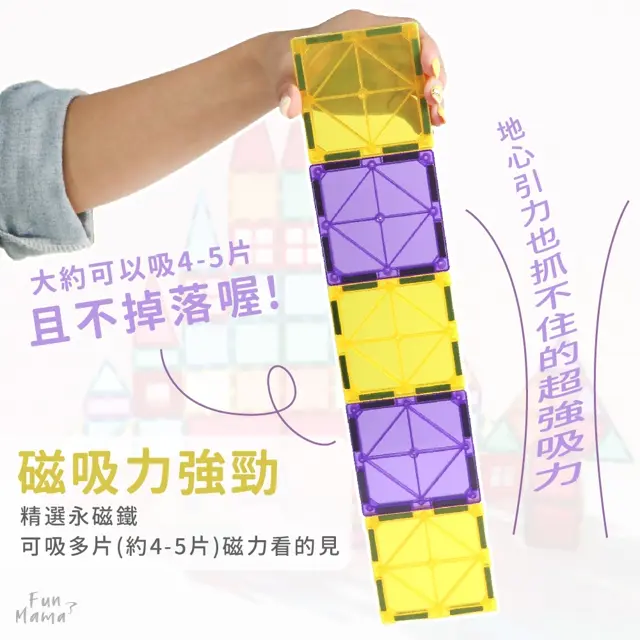 大約可以吸4-5片
且不掉落喔!
地心引力也抓不住的超強吸力
磁吸力強勁
精選永磁鐵
可吸多片(約4-5片)磁力看的見
Fun
Mama